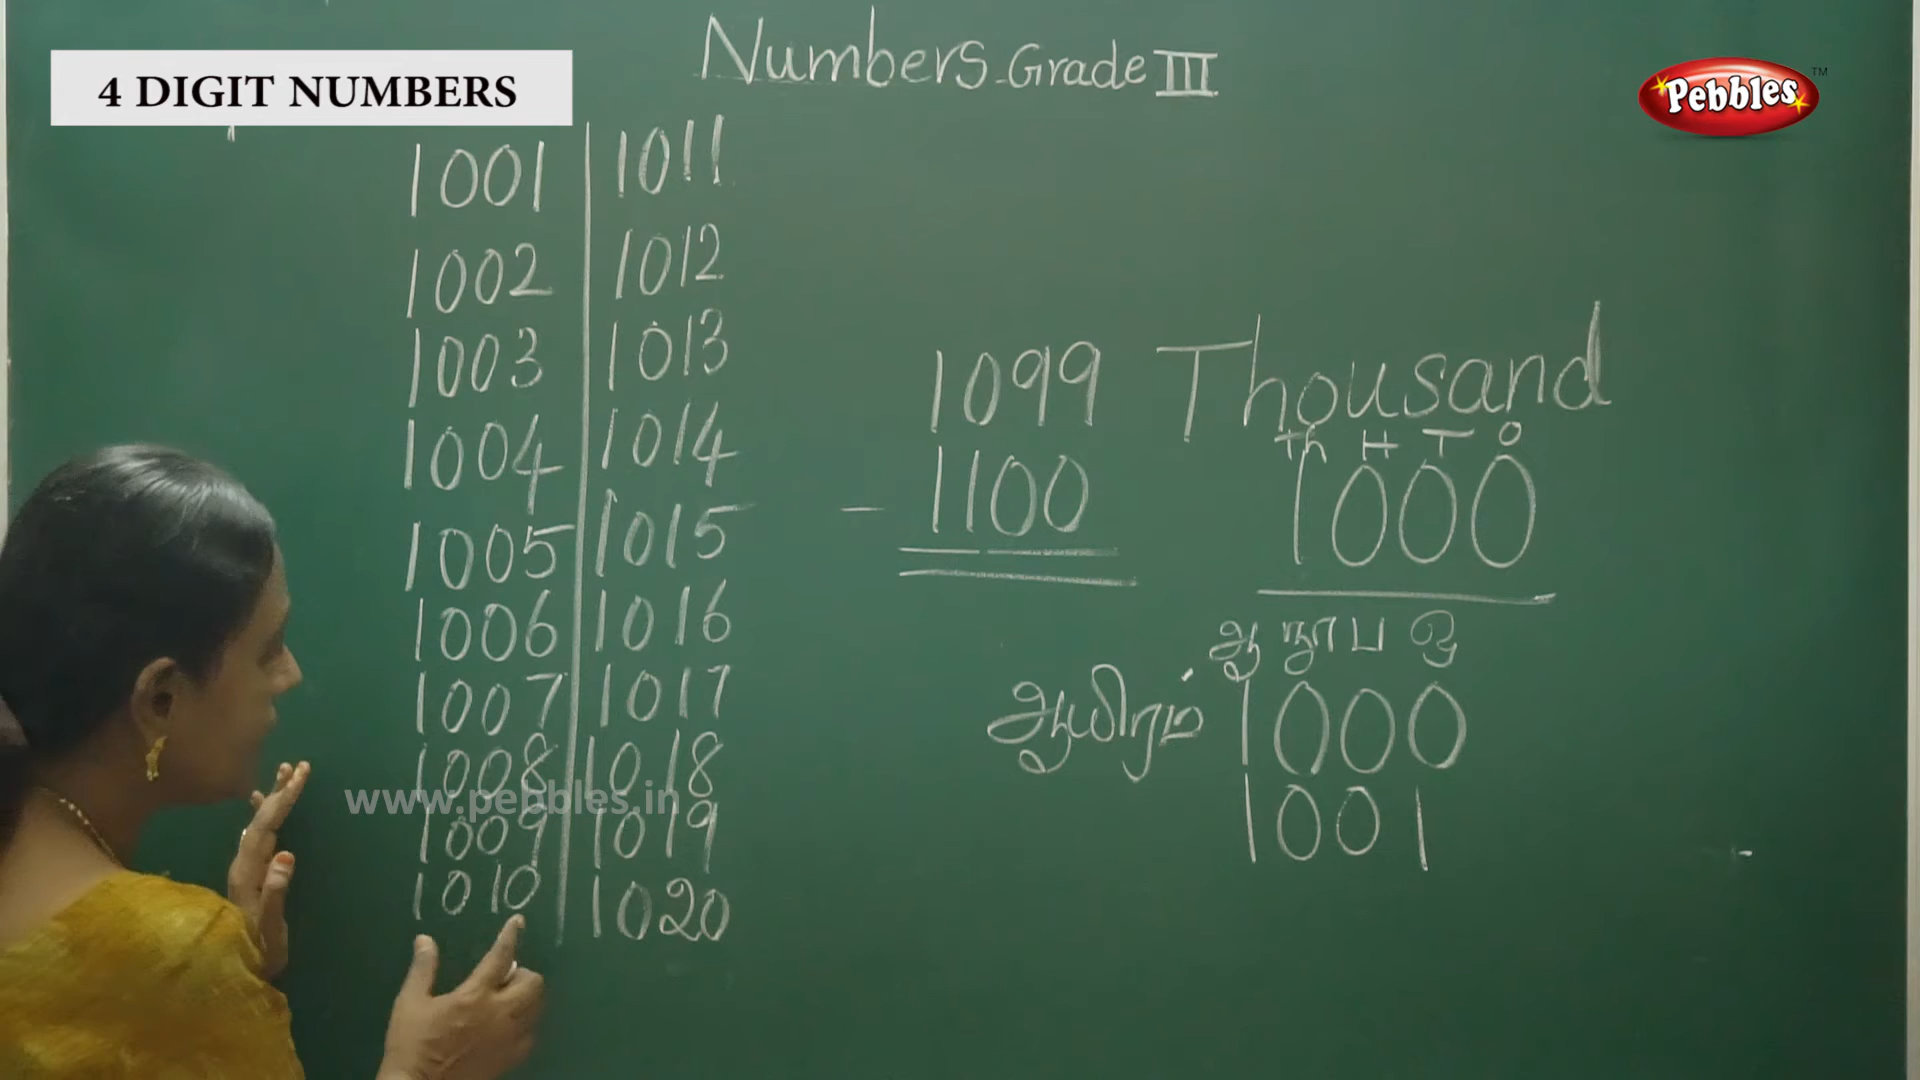 4 DIGIT NUMBERS
Numbers-Grade III
Pebbles™
1001 1011
1002 1012
1003 1013
1004 1014
1005 1015
1006 1016
1007 1017
1008 1018
1009 1019
1010 1020
1099
- 1100
Thousand
Th H T O
1000
ஆ நூ ப ஒ
ஆயிரம் 1000
1001
www.pebbles.in